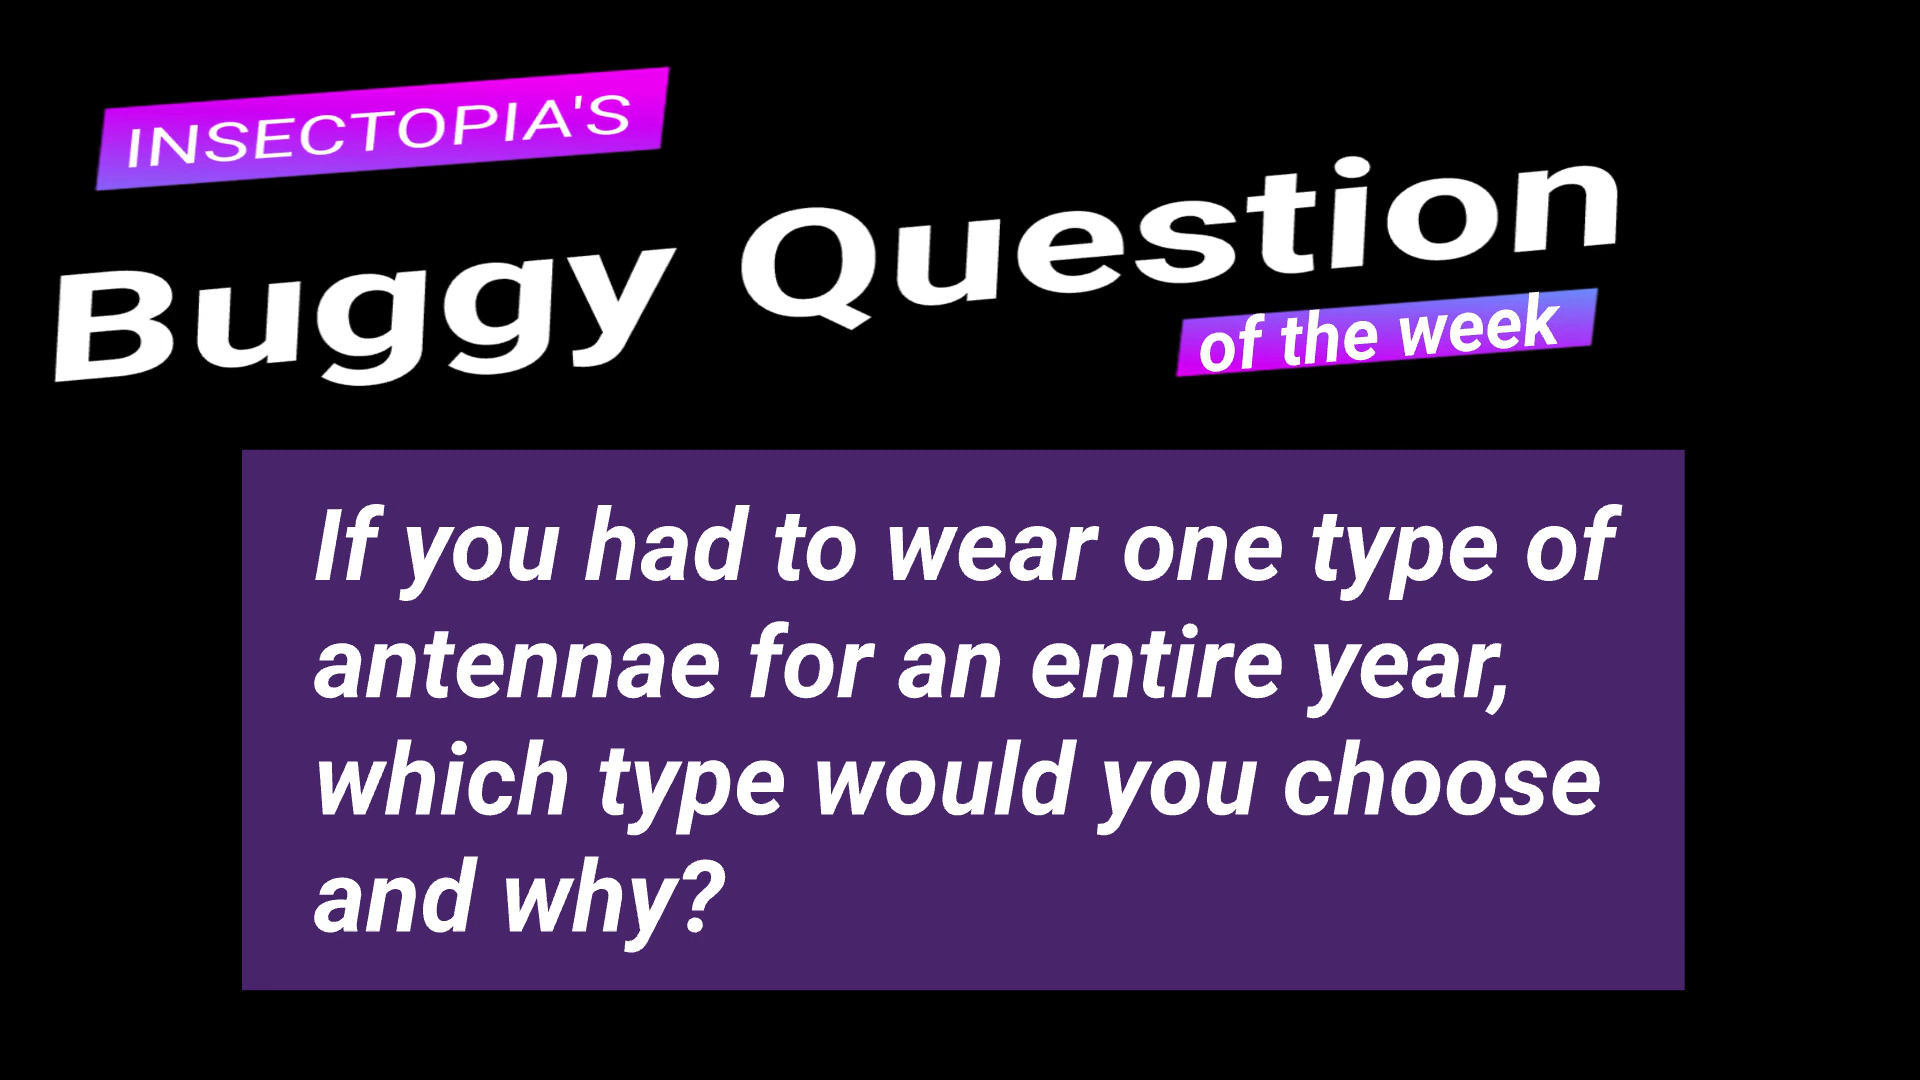 INSECTOPIA'S
Buggy Question
of the week
If you had to wear one type of
antennae for an entire year,
which type would you choose
and why?